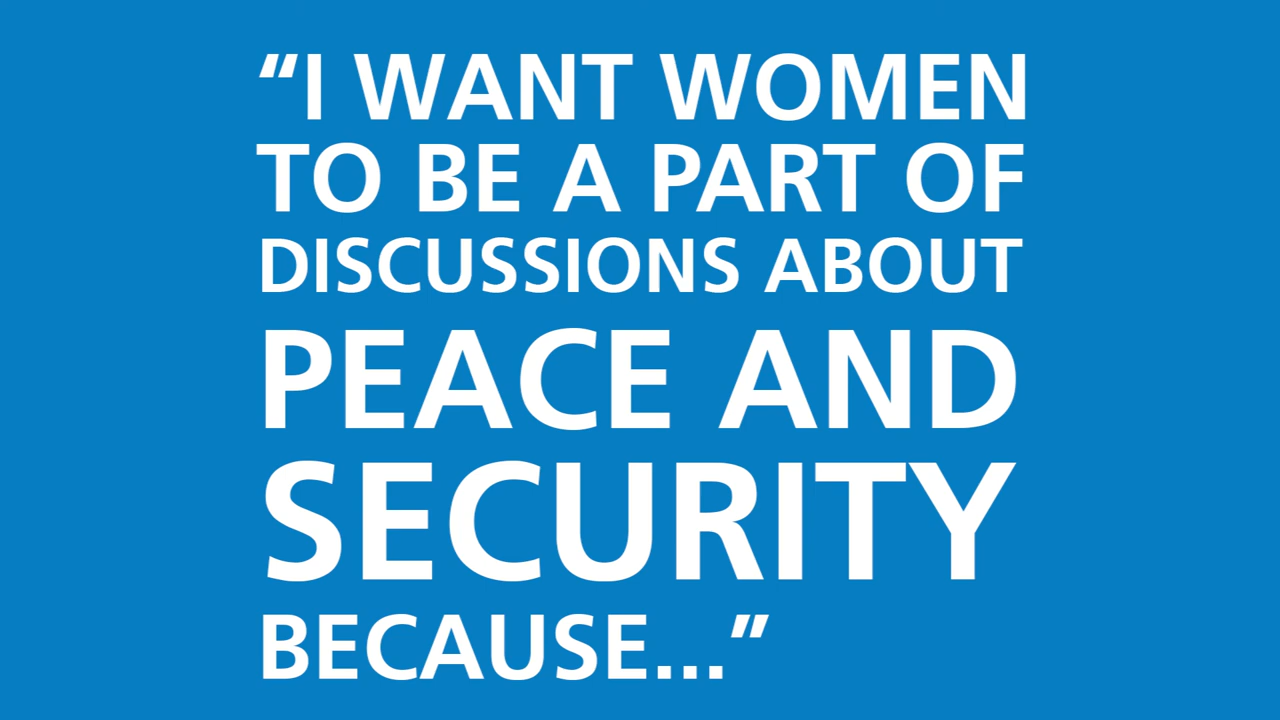 “I WANT WOMEN
TO BE A PART OF
DISCUSSIONS ABOUT
PEACE AND
SECURITY
BECAUSE...”